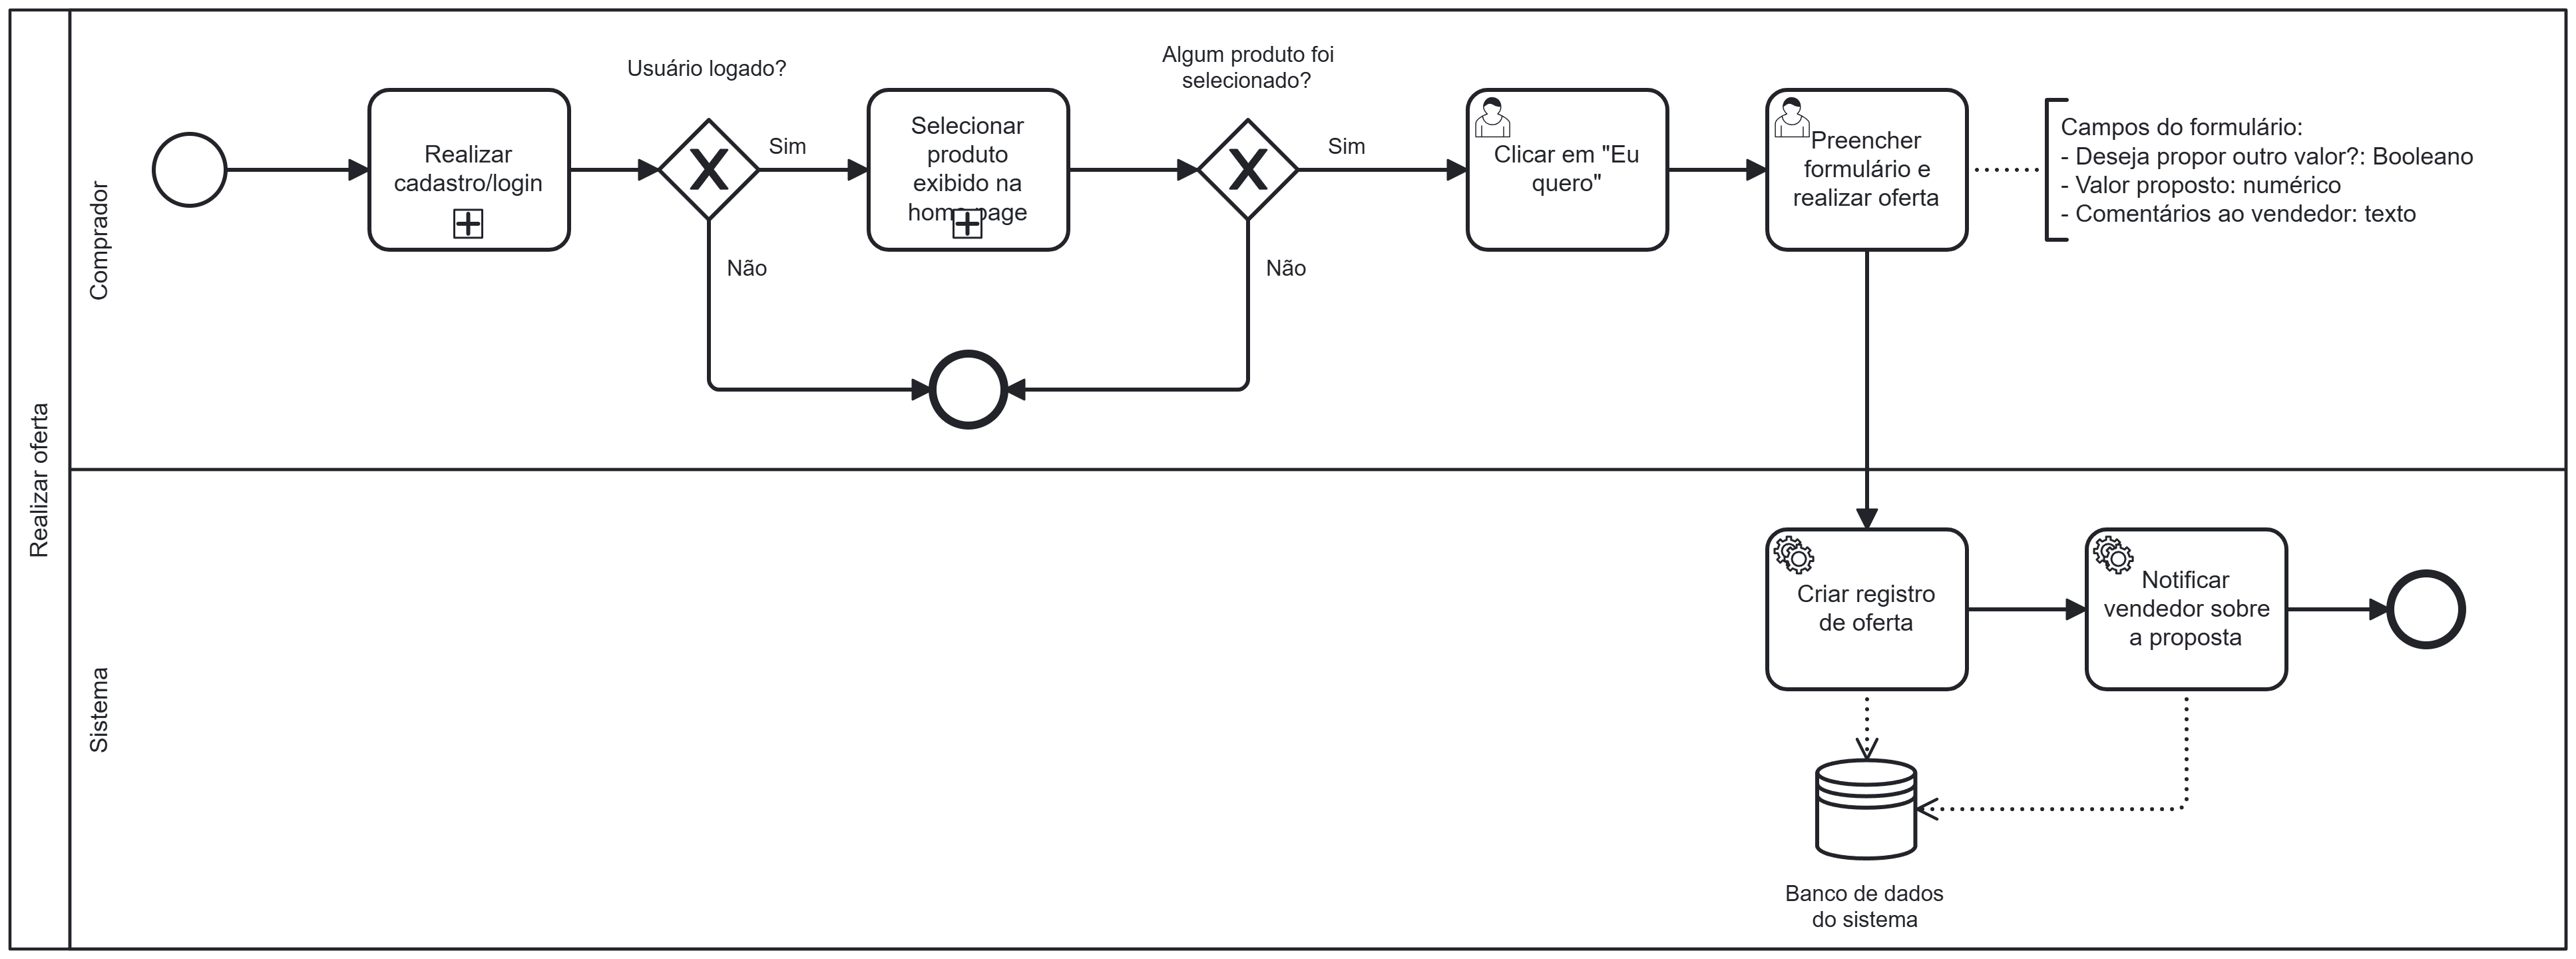 Realizar oferta
Comprador
Usuário logado?
Algum produto foi
selecionado?
Realizar
cadastro/login
Sim
Não
Selecionar
produto
exibido na
home page
Sim
Não
Clicar em "Eu
quero"
Preencher
formulário e
realizar oferta
Campos do formulário:
- Deseja propor outro valor?: Booleano
- Valor proposto: numérico
- Comentários ao vendedor: texto
Sistema
Criar registro
de oferta
Notificar
vendedor sobre
a proposta
Banco de dados
do sistema